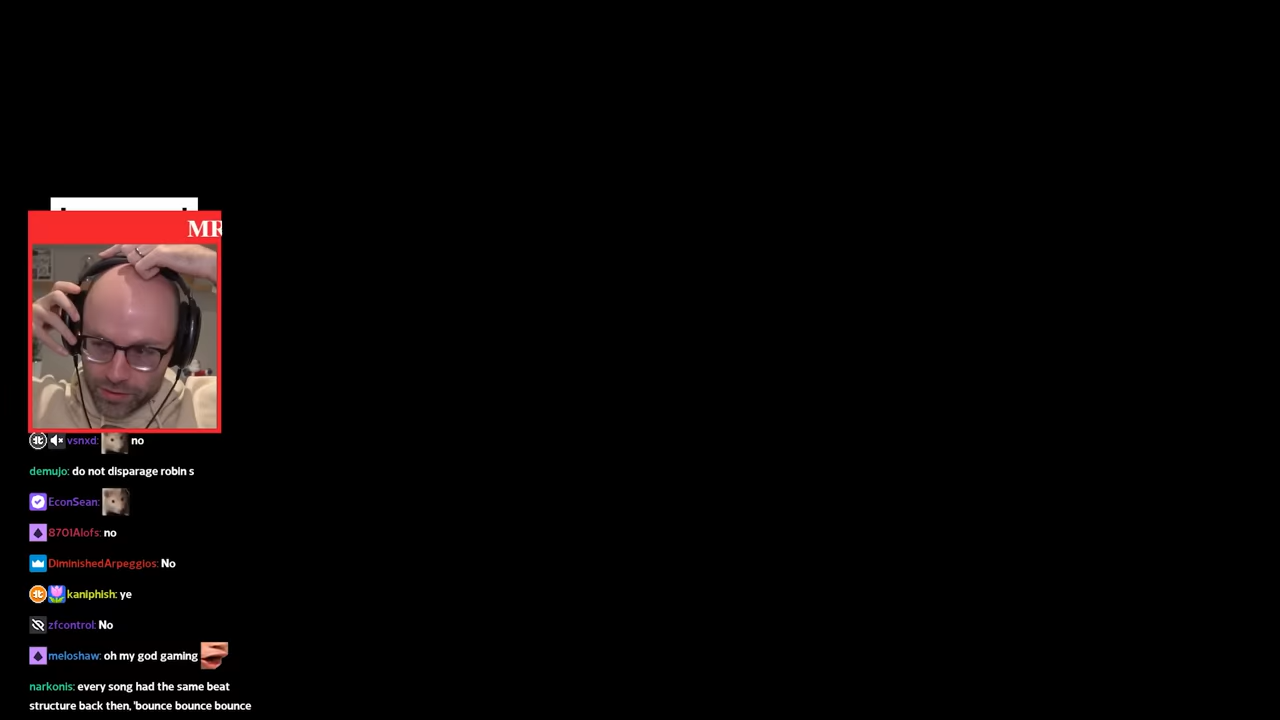 MR
vsnxd: no
demujo: do not disparage robin s
EconSean:
8701Alofs: no
DiminishedArpeggios: No
kaniphish: ye
zfcontrol: No
meloshaw: oh my god gaming
narkonis: every song had the same beat
structure back then, 'bounce bounce bounce